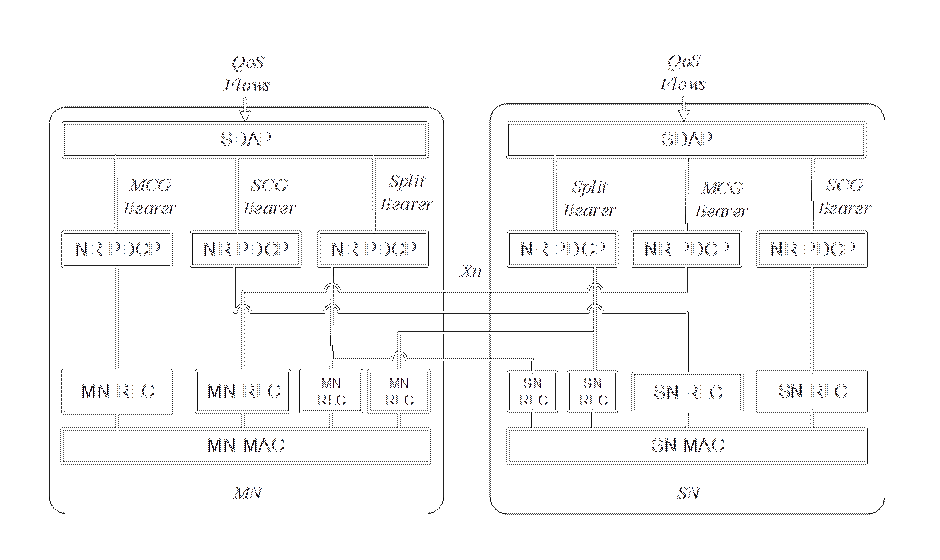 QoS
Flows
QoS
Flows
SDAP
SDAP
MCG
Bearer
SCG
Bearer
Split
Bearer
Split
Bearer
MCG
Bearer
SCG
Bearer
NR PDCP
NR PDCP
NR PDCP
NR PDCP
NR PDCP
NR PDCP
Xn
MN RLC
MN RLC
MN
RLC
MN
RLC
SN
RLC
SN
RLC
SN RLC
SN RLC
MN MAC
SN MAC
MN
SN